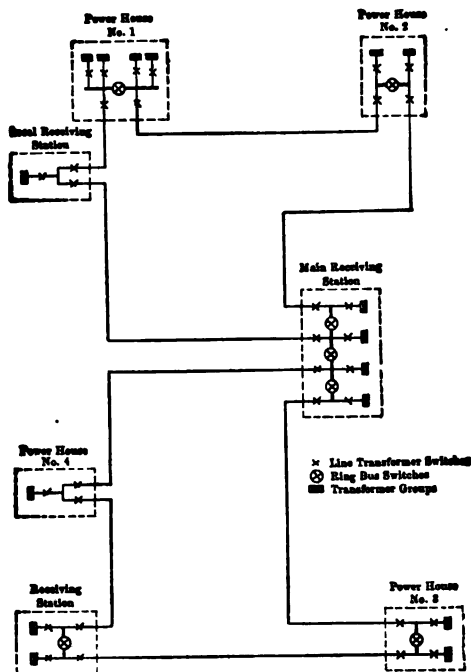 Power House
No. 1
Power House
No. 2
Local Receiving
Station
Main Receiving
Station
Power House
No. 4
Line Transformer Switches
Ring Bus Switches
Transformer Groups
Receiving
Station
Power House
No. 3